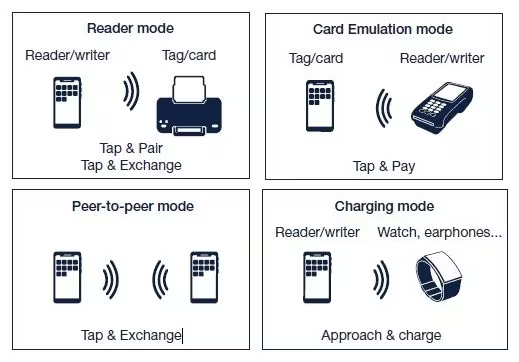 Reader mode
Reader/writer Tag/card
Tap & Pair
Tap & Exchange
Card Emulation mode
Tag/card Reader/writer
Tap & Pay
Peer-to-peer mode
Tap & Exchange
Charging mode
Reader/writer Watch, earphones...
Approach & charge